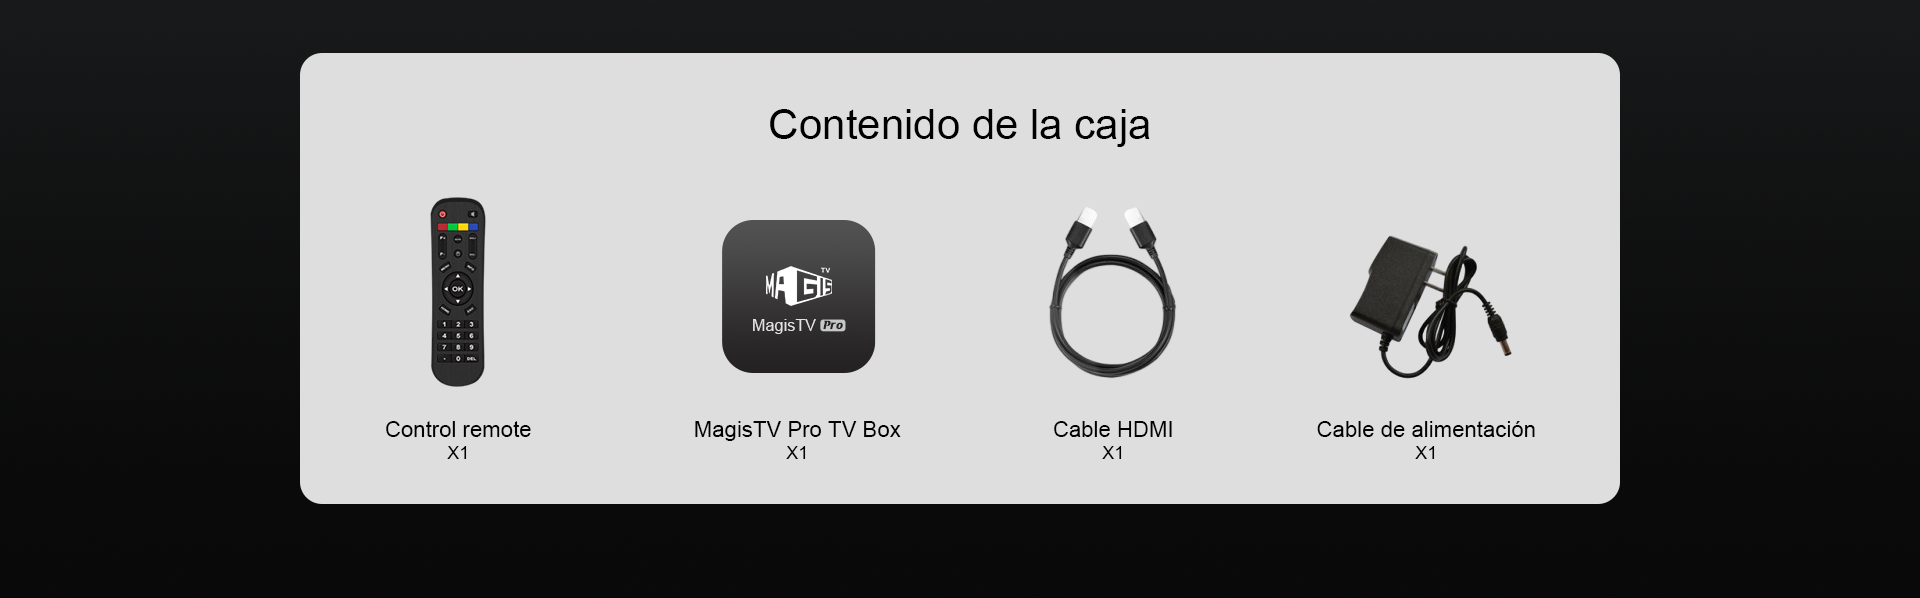 Contenido de la caja
OK
1 2 3
4 5 6
7 8 9
0 DEL
MAGIS TV
MagisTV Pro
Control remote
X1
MagisTV Pro TV Box
X1
Cable HDMI
X1
Cable de alimentación
X1